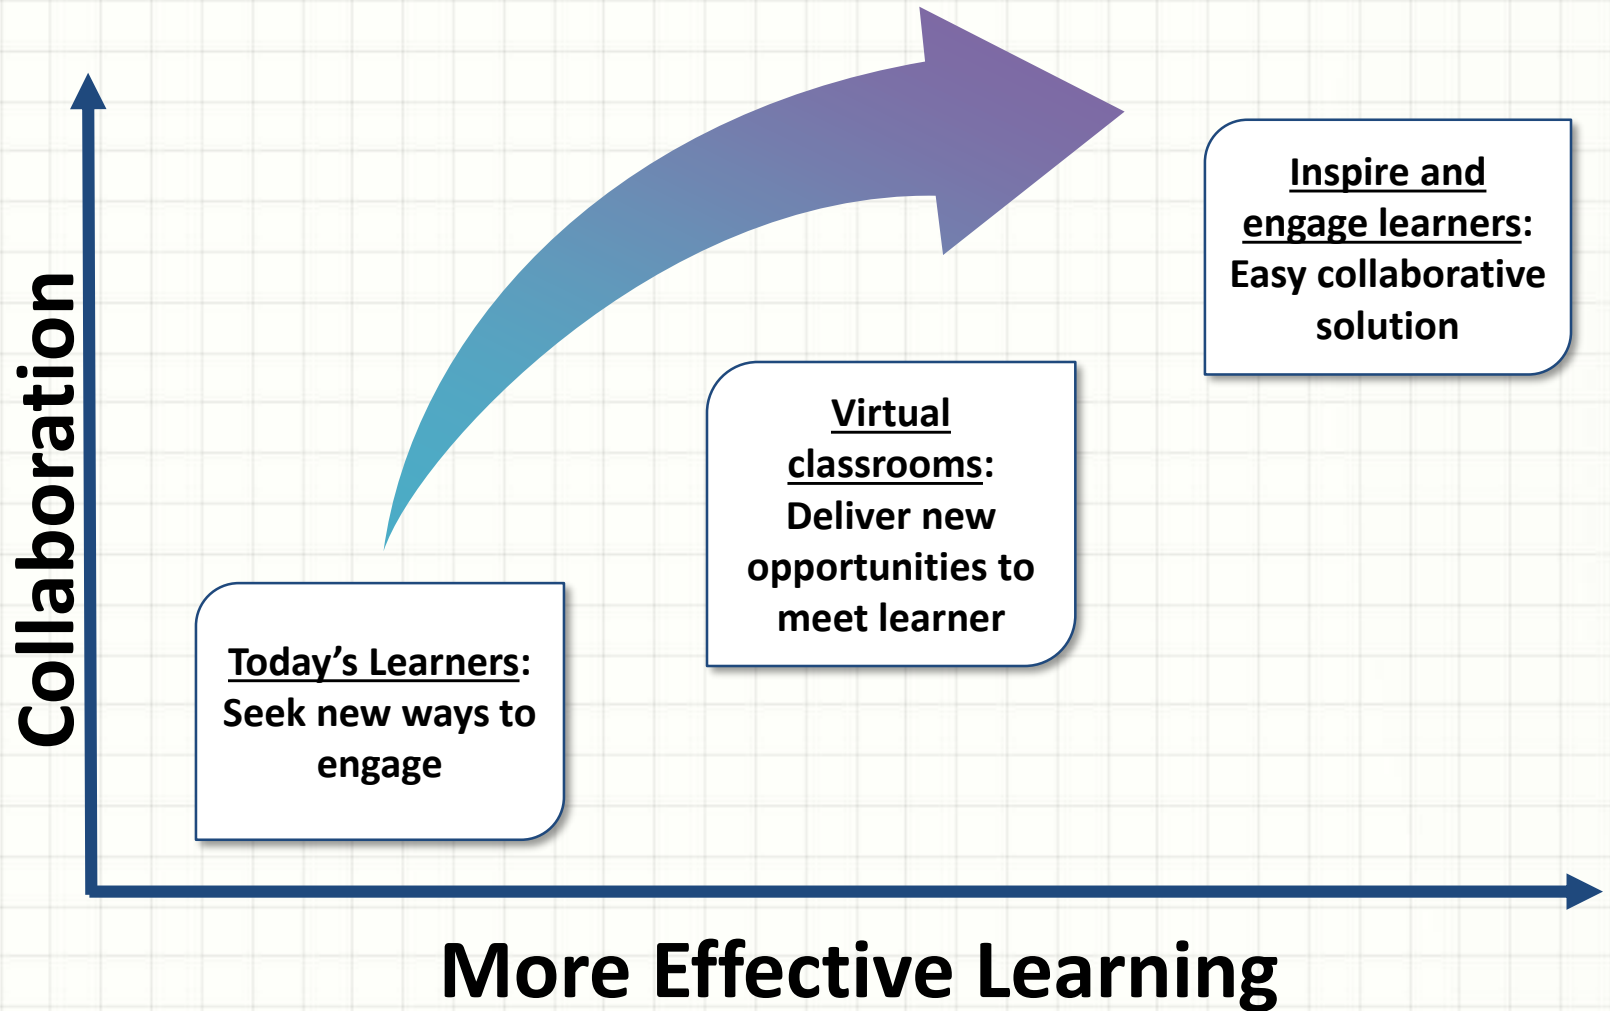 Collaboration
Inspire and
engage learners:
Easy collaborative
solution
Virtual
classrooms:
Deliver new
opportunities to
meet learner
Today’s Learners:
Seek new ways to
engage
More Effective Learning